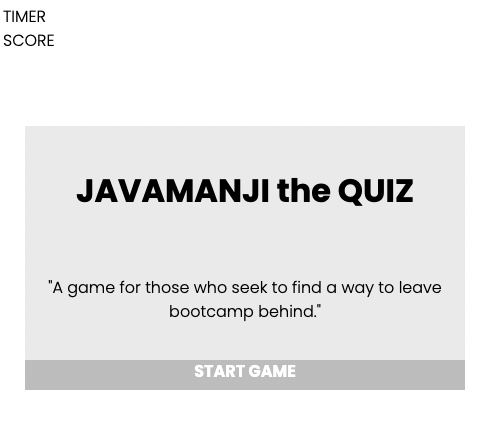 TIMER
SCORE
JAVAMANJI the QUIZ
"A game for those who seek to find a way to leave
bootcamp behind."
START GAME